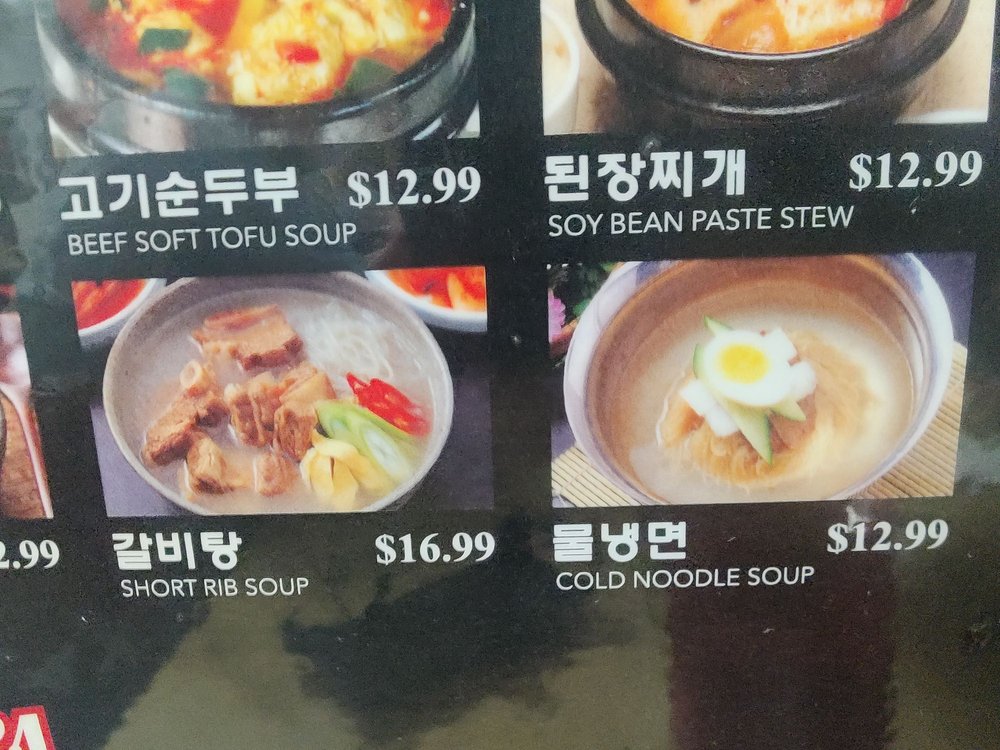 고기순두부 $12.99
BEEF SOFT TOFU SOUP
된장찌개 $12.99
SOY BEAN PASTE STEW
2.99
갈비탕 $16.99
SHORT RIB SOUP
물냉면 $12.99
COLD NOODLE SOUP